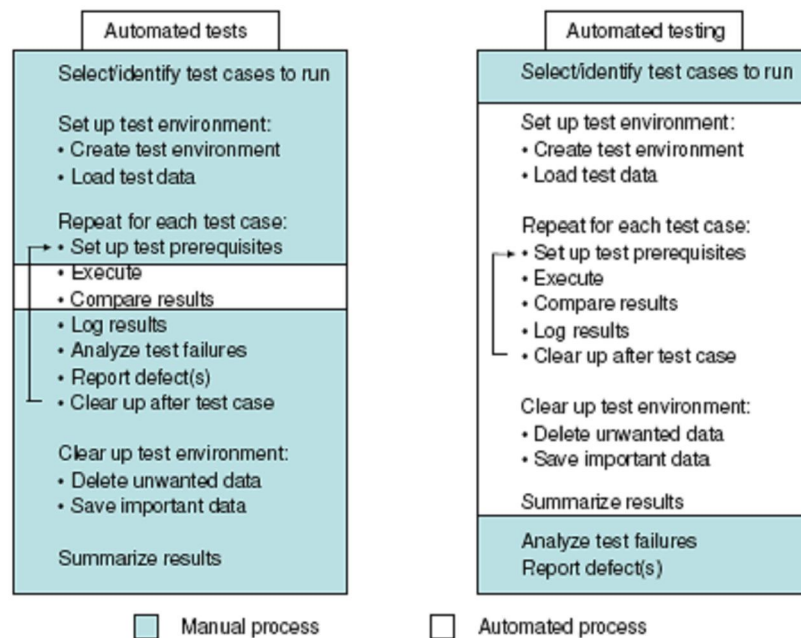 Automated tests
Select/identify test cases to run
Set up test environment:
• Create test environment
• Load test data
Repeat for each test case:
• Set up test prerequisites
• Execute
• Compare results
• Log results
• Analyze test failures
• Report defect(s)
• Clear up after test case
Clear up test environment:
• Delete unwanted data
• Save important data
Summarize results
Automated testing
Select/identify test cases to run
Set up test environment:
• Create test environment
• Load test data
Repeat for each test case:
• Set up test prerequisites
• Execute
• Compare results
• Log results
• Clear up after test case
Clear up test environment:
• Delete unwanted data
• Save important data
Summarize results
Analyze test failures
Report defect(s)
Manual process
Automated process